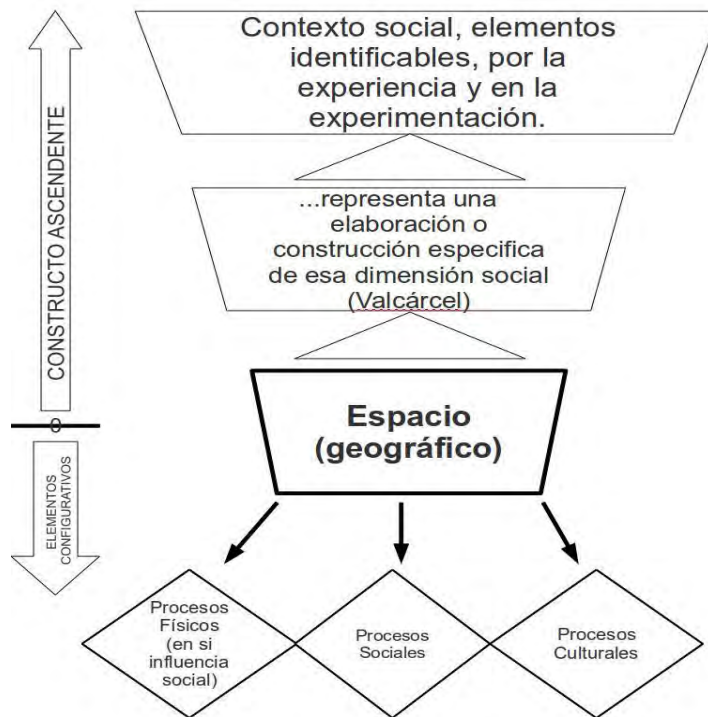 Contexto social, elementos
identificables, por la
experiencia y en la
experimentación.
...representa una
elaboración o
construcción especifica
de esa dimensión social
(Valcárcel)
CONSTRUCTO ASCENDENTE
Espacio
(geográfico)
O
ELEMENTOS
CONFIGURATIVOS
Procesos
Físicos
(en si
influencia
social)
Procesos
Sociales
Procesos
Culturales